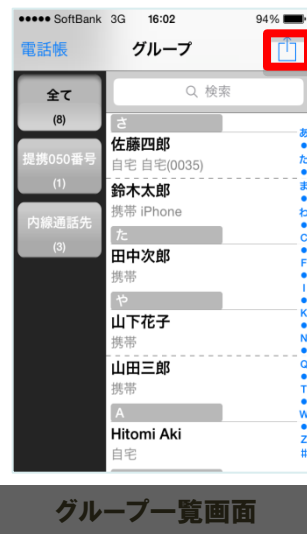 ●●●●● SoftBank 3G 16:02 94%
電話帳 グループ
全て
(8)
提携050番号
(1)
内線通話先
(3)
検索
さ
佐藤四郎
自宅 自宅(0035)
鈴木太郎
携帯 iPhone
た
田中次郎
携帯
や
山下花子
携帯
山田三郎
携帯
A
Hitomi Aki
自宅
あ
●
た
●
ま
●
わ
●
C
●
F
●
I
●
K
●
N
●
Q
●
T
●
W
●
Z
#
グループ一覧画面